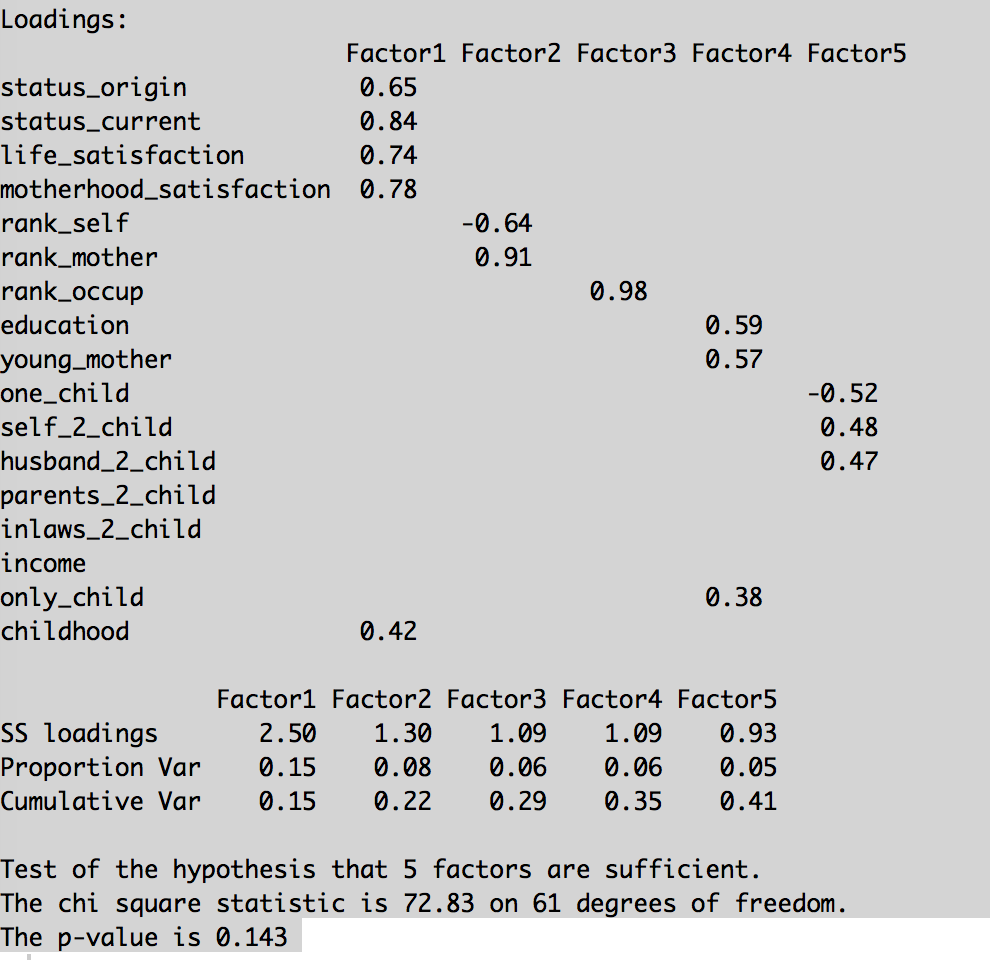 Loadings:
                        Factor1 Factor2 Factor3 Factor4 Factor5
status_origin            0.65
status_current           0.84
life_satisfaction        0.74
motherhood_satisfaction  0.78
rank_self                       -0.64
rank_mother                      0.91
rank_occup                               0.98
education                                        0.59
young_mother                                     0.57
one_child                                               -0.52
self_2_child                                             0.48
husband_2_child                                          0.47
parents_2_child
inlaws_2_child
income
only_child                                       0.38
childhood                0.42
               Factor1 Factor2 Factor3 Factor4 Factor5
SS loadings       2.50    1.30    1.09    1.09    0.93
Proportion Var    0.15    0.08    0.06    0.06    0.05
Cumulative Var    0.15    0.22    0.29    0.35    0.41
Test of the hypothesis that 5 factors are sufficient.
The chi square statistic is 72.83 on 61 degrees of freedom.
The p-value is 0.143